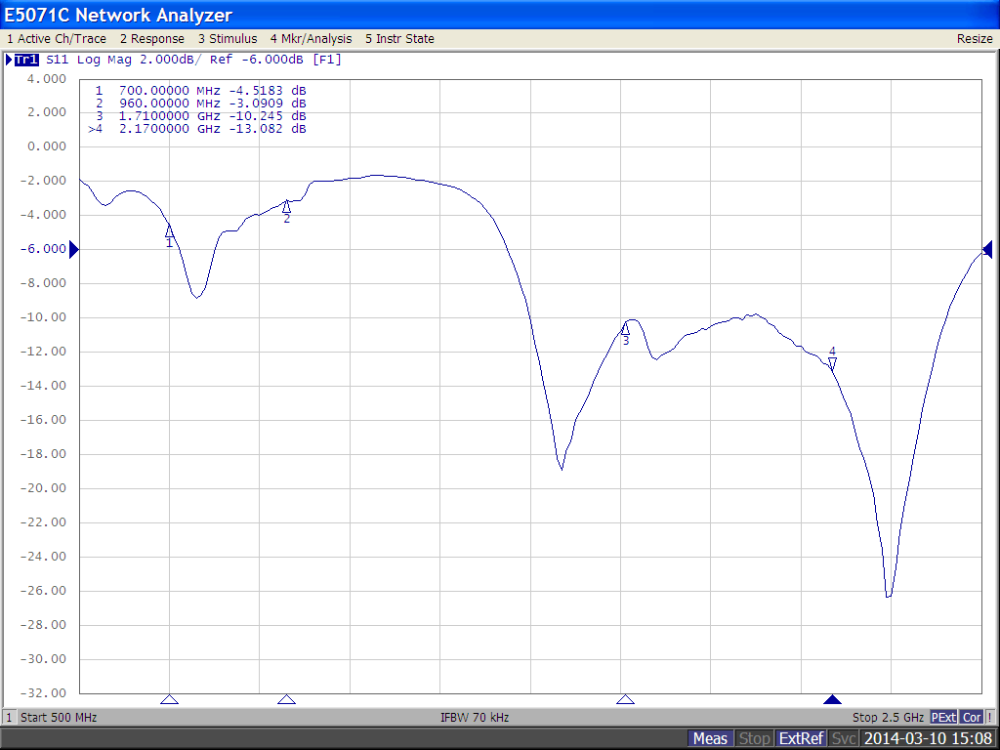 E5071C Network Analyzer
1 Active Ch/Trace 2 Response 3 Stimulus 4 Mkr/Analysis 5 Instr State Resize
Tr1 S11 Log Mag 2.000dB/ Ref -6.000dB [F1]
4.000
1 700.00000 MHz -4.5183 dB
2 960.00000 MHz -3.0909 dB
2.000
3 1.7100000 GHz -10.245 dB
>4 2.1700000 GHz -13.082 dB
0.000
-2.000
-4.000
2
1
-6.000
-8.000
-10.00
3
-12.00
4
-14.00
-16.00
-18.00
-20.00
-22.00
-24.00
-26.00
-28.00
-30.00
-32.00
1 Start 500 MHz IFBW 70 kHz Stop 2.5 GHz PExt Cor !
Meas Stop ExtRef Svc 2014-03-10 15:08